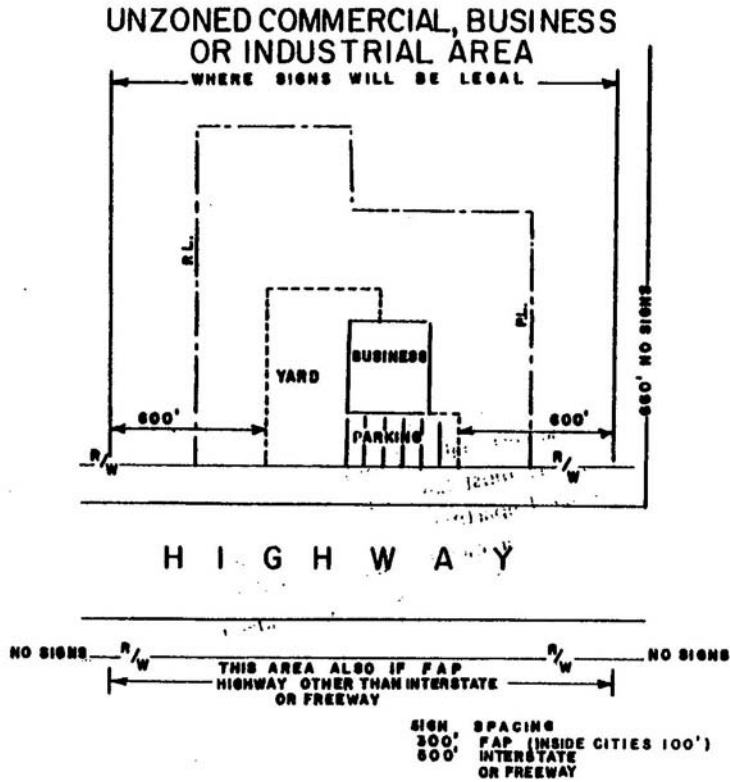 UNZONED COMMERCIAL, BUSINESS
OR INDUSTRIAL AREA
WHERE SIGNS WILL BE LEGAL
P.L.
P.L.
660' NO SIGNS
BUSINESS
YARD
600'
600'
PARKING
R/W
R/W
HIGHWAY
NO SIGNS
R/W
R/W
NO SIGNS
THIS AREA ALSO IF FAP
HIGHWAY OTHER THAN INTERSTATE
OR FREEWAY
SIGN SPACING
300' FAP (INSIDE CITIES 100')
500' INTERSTATE
OR FREEWAY